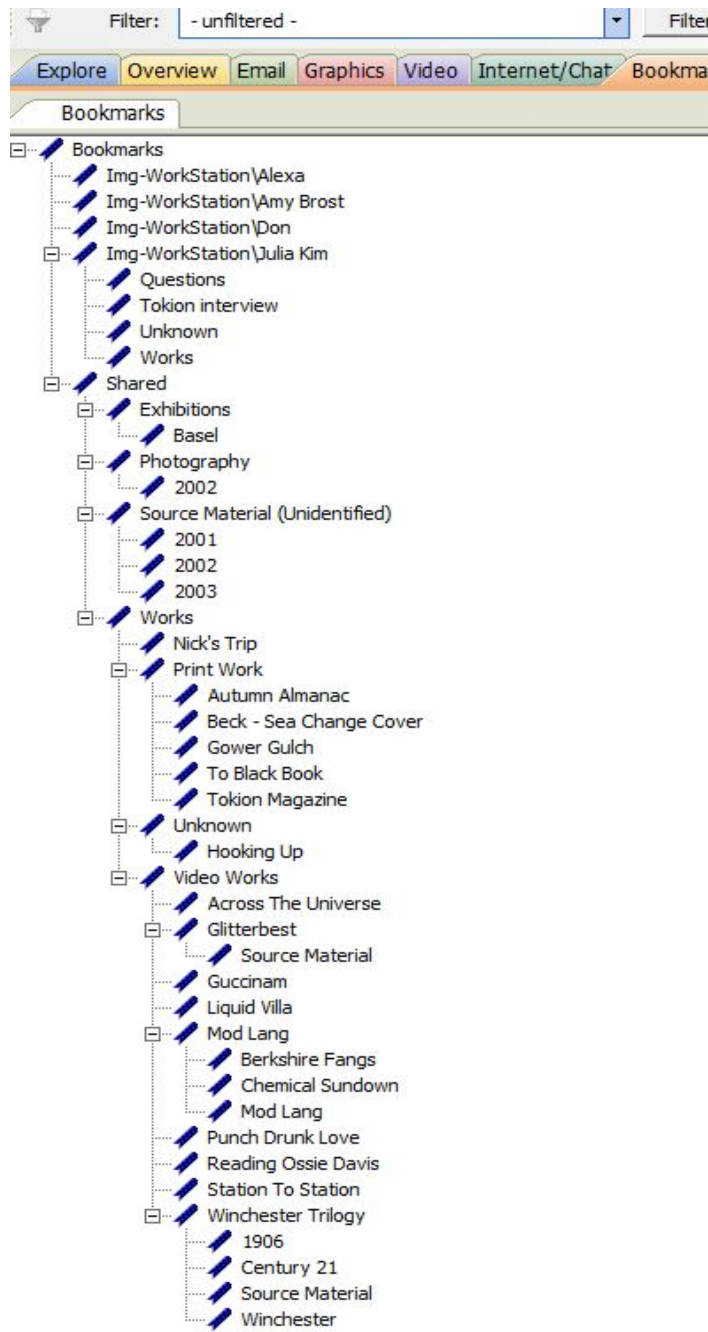 Filter: - unfiltered - Filter
Explore Overview Email Graphics Video Internet/Chat Bookma
Bookmarks
Bookmarks
Img-WorkStation\Alexa
Img-WorkStation\Amy Brost
Img-WorkStation\Don
Img-WorkStation\Julia Kim
Questions
Tokion interview
Unknown
Works
Shared
Exhibitions
Basel
Photography
2002
Source Material (Unidentified)
2001
2002
2003
Works
Nick's Trip
Print Work
Autumn Almanac
Beck - Sea Change Cover
Gower Gulch
To Black Book
Tokion Magazine
Unknown
Hooking Up
Video Works
Across The Universe
Glitterbest
Source Material
Guccinam
Liquid Villa
Mod Lang
Berkshire Fangs
Chemical Sundown
Mod Lang
Punch Drunk Love
Reading Ossie Davis
Station To Station
Winchester Trilogy
1906
Century 21
Source Material
Winchester